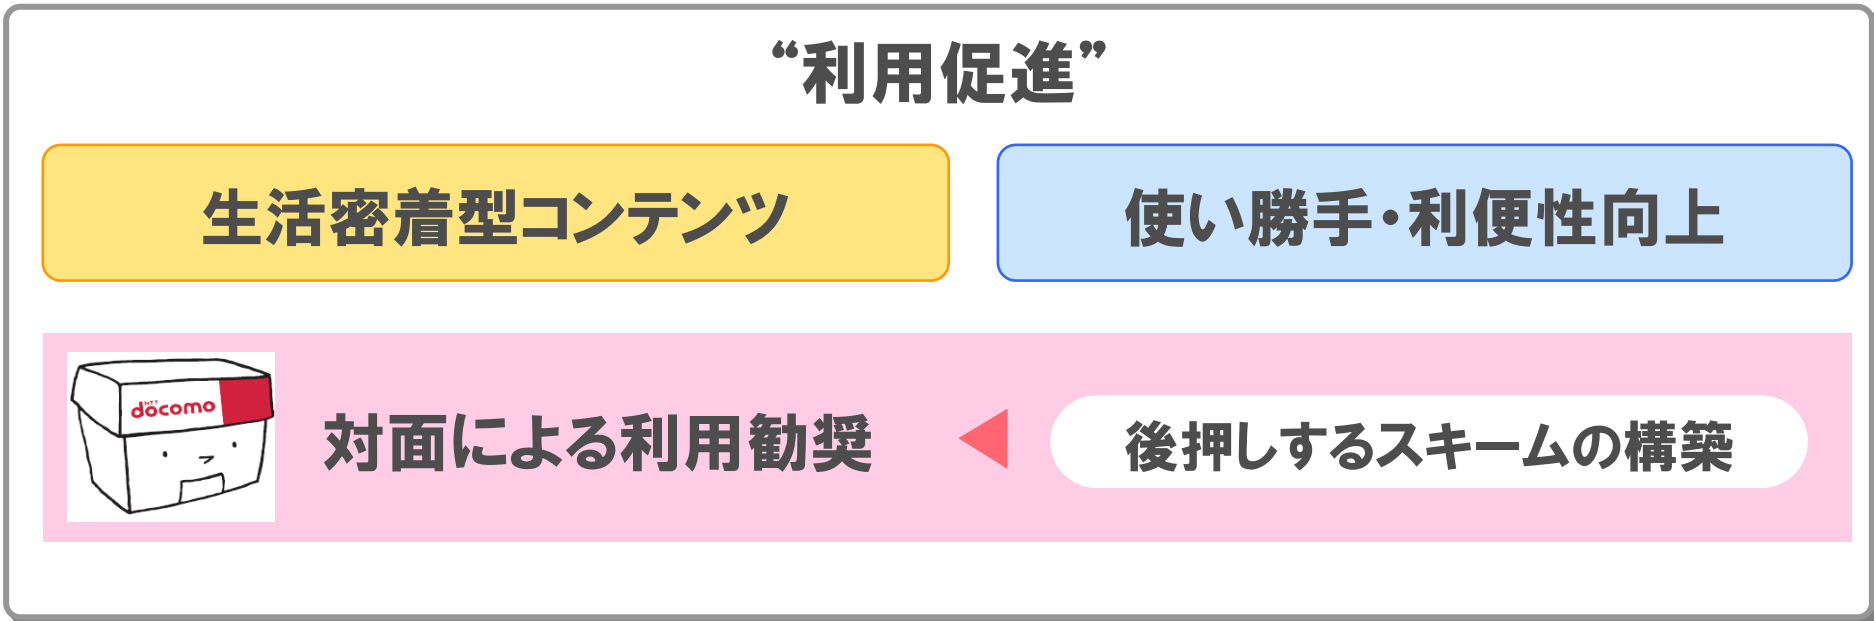 “利用促進”
生活密着型コンテンツ
使い勝手・利便性向上
NTT
docomo
対面による利用勧奨
後押しするスキームの構築